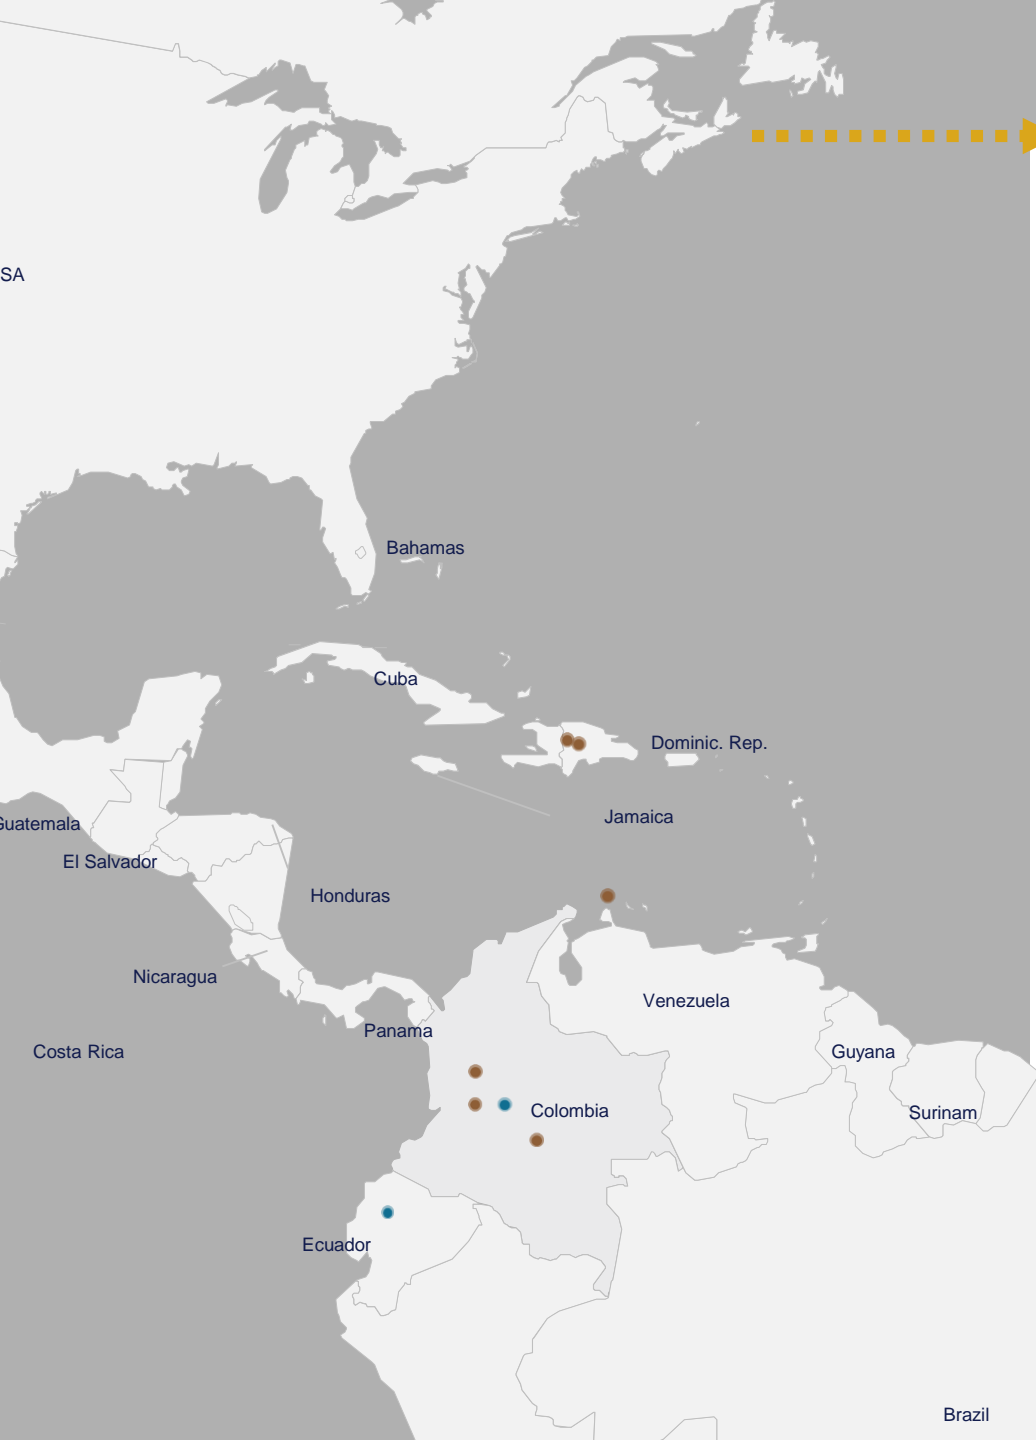 SA
Bahamas
Cuba
Dominic. Rep.
Jamaica
Guatemala
El Salvador
Honduras
Nicaragua
Venezuela
Panama
Costa Rica
Guyana
Colombia
Surinam
Ecuador
Brazil